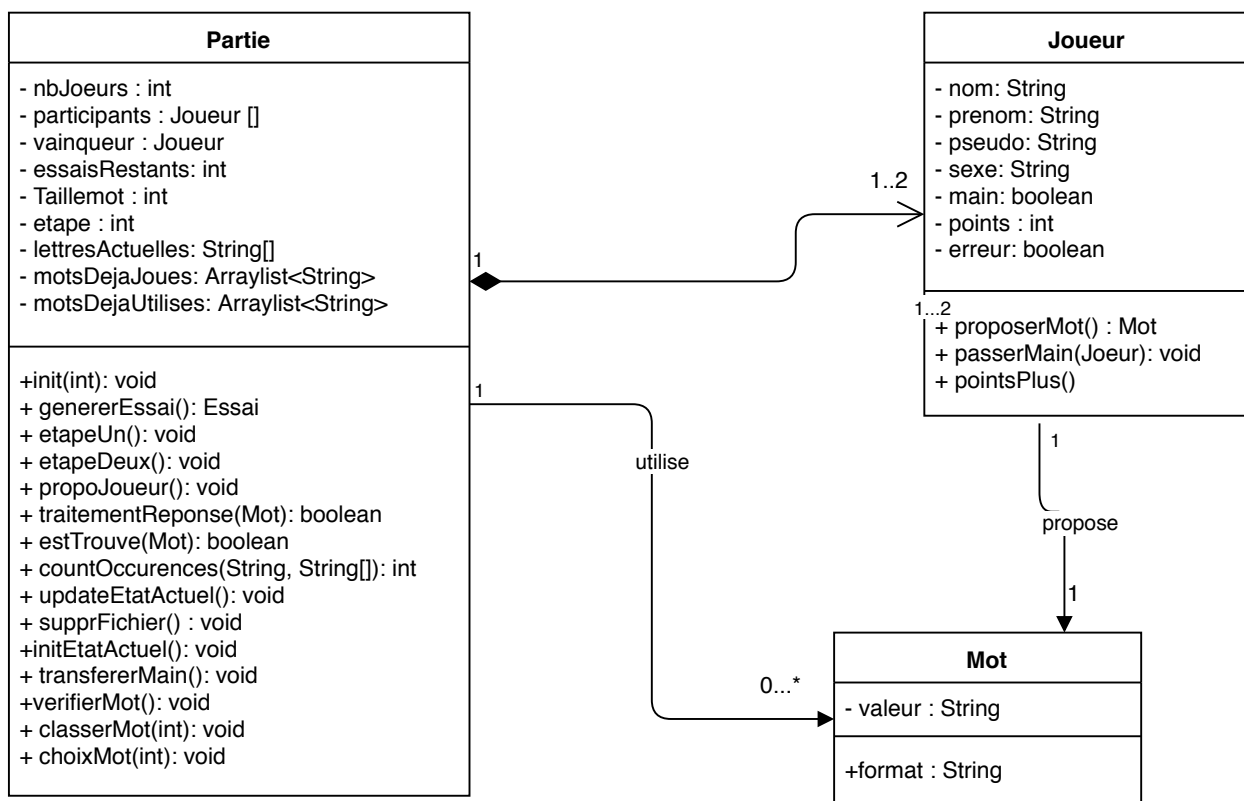 Partie
- nbJoeurs : int
- participants : Joueur []
- vainqueur : Joueur
- essaisRestants: int
- Taillemot : int
- etape : int
- lettresActuelles: String[]
- motsDejaJoues: Arraylist<String>
- motsDejaUtilises: Arraylist<String>
+init(int): void
+ genererEssai(): Essai
+ etapeUn(): void
+ etapeDeux(): void
+ propoJoueur(): void
+ traitementReponse(Mot): boolean
+ estTrouve(Mot): boolean
+ countOccurences(String, String[]): int
+ updateEtatActuel(): void
+ supprFichier() : void
+initEtatActuel(): void
+ transfererMain(): void
+verifierMot(): void
+ classerMot(int): void
+ choixMot(int): void
1
1..2
1
utilise
0...*
Joueur
- nom: String
- prenom: String
- pseudo: String
- sexe: String
- main: boolean
- points : int
- erreur: boolean
1...2
+ proposerMot() : Mot
+ passerMain(Joeur): void
+ pointsPlus()
1
propose
1
Mot
- valeur : String
+format : String